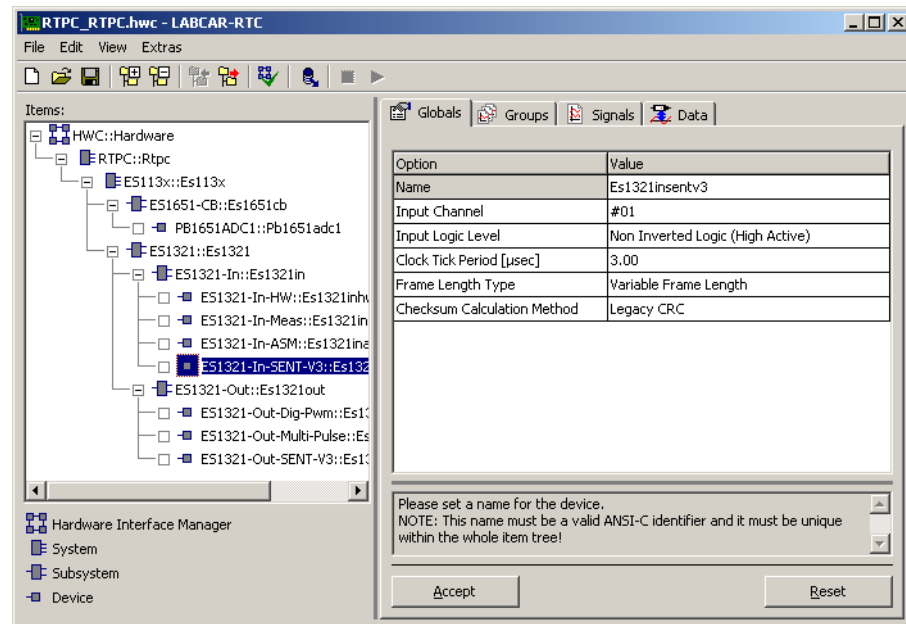 RTPC_RTPC.hwc - LABCAR-RTC
File Edit View Extras
Items:
HWC::Hardware
RTPC::Rtpc
ES113x::Es113x
ES1651-CB::Es1651cb
PB1651ADC1::Pb1651adc1
ES1321::Es1321
ES1321-In::Es1321in
ES1321-In-HW::Es1321inhw
ES1321-In-Meas::Es1321in
ES1321-In-ASM::Es1321ina
ES1321-In-SENT-V3::Es132
ES1321-Out::Es1321out
ES1321-Out-Dig-Pwm::Es13
ES1321-Out-Multi-Pulse::Es
ES1321-Out-SENT-V3::Es13
Hardware Interface Manager
System
Subsystem
Device
Globals Groups Signals Data
Option Value
Name Es1321insentv3
Input Channel #01
Input Logic Level Non Inverted Logic (High Active)
Clock Tick Period [µsec] 3.00
Frame Length Type Variable Frame Length
Checksum Calculation Method Legacy CRC
Please set a name for the device.
NOTE: This name must be a valid ANSI-C identifier and it must be unique
within the whole item tree!
Accept Reset